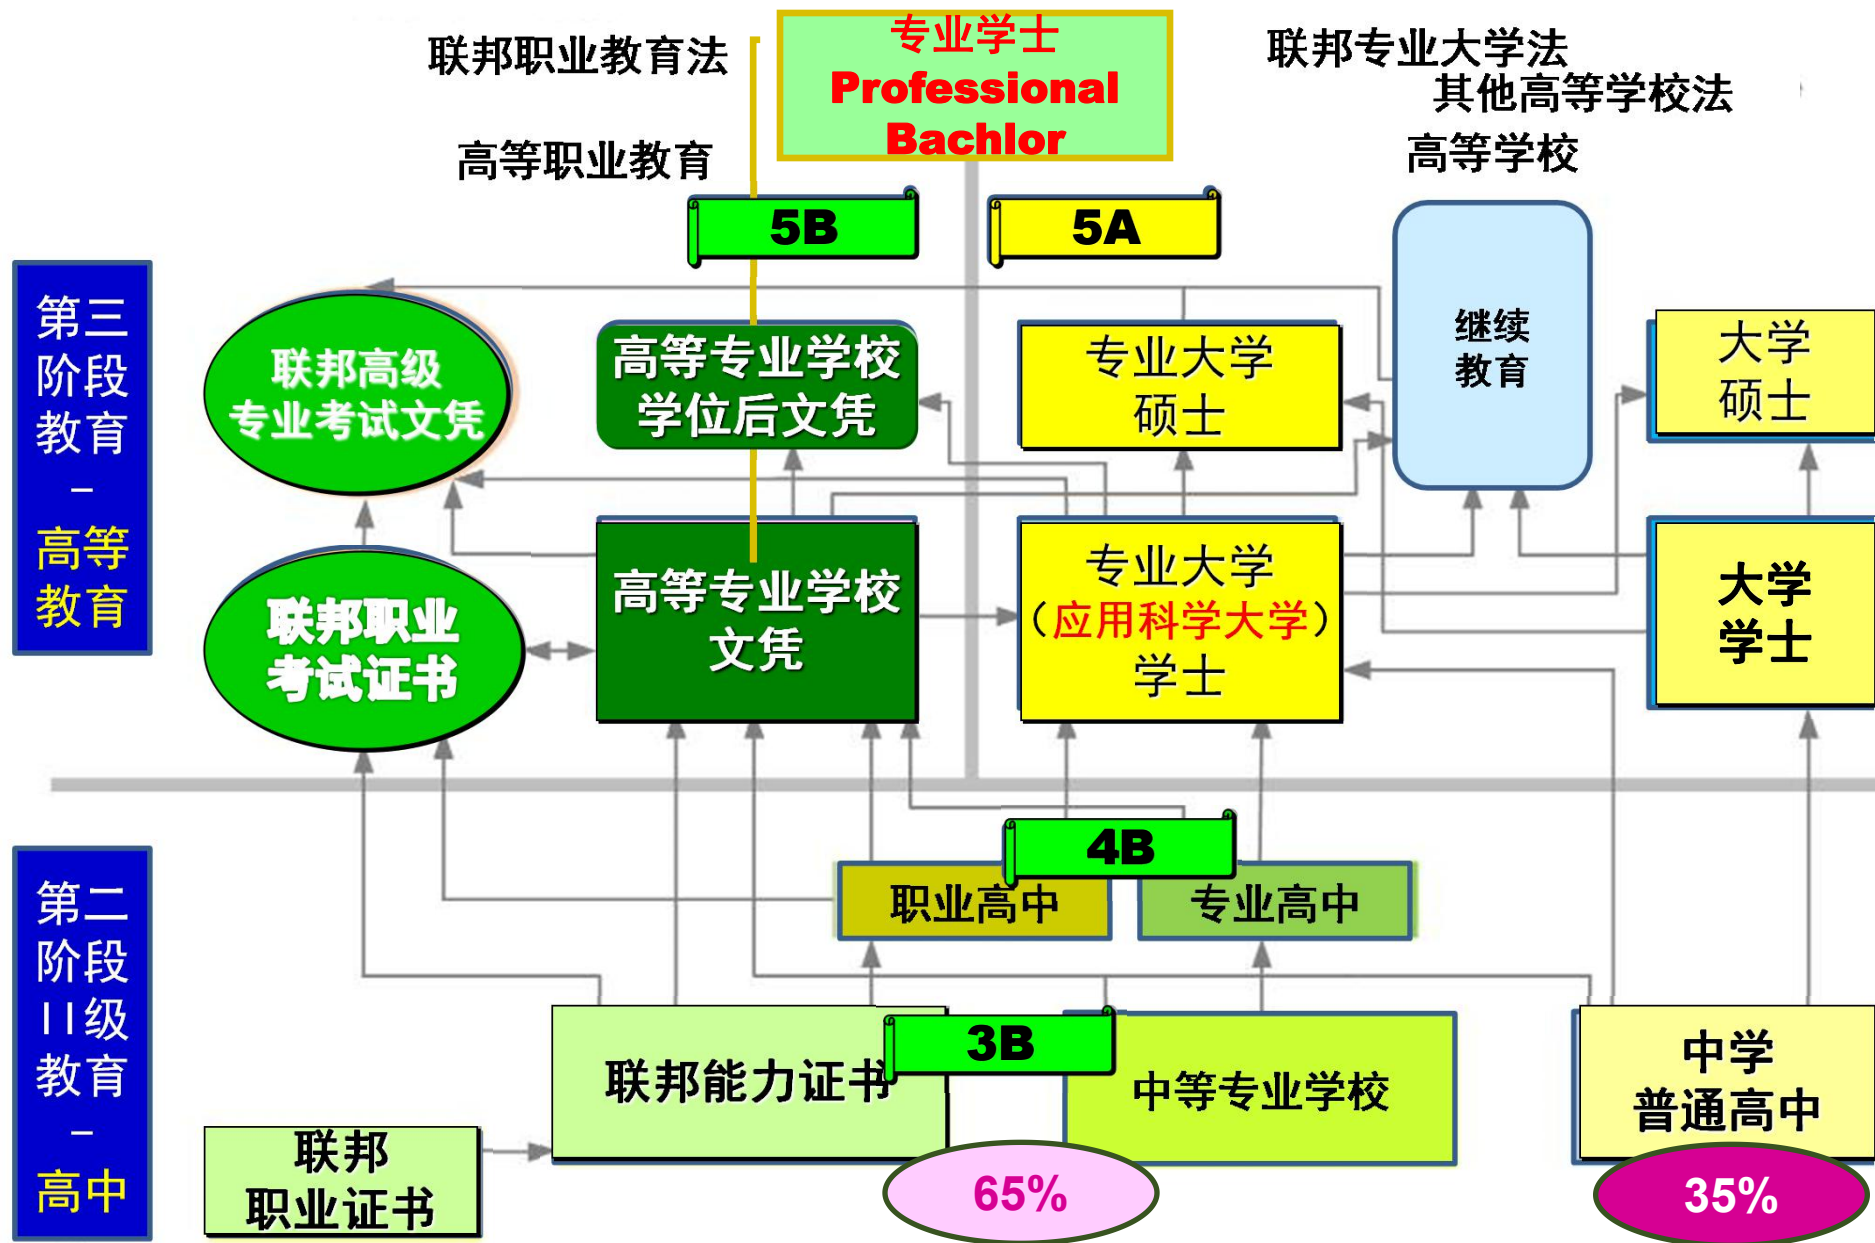 联邦职业教育法
专业学士
Professional
Bachlor
联邦专业大学法
其他高等学校法
高等职业教育
高等学校
5B
5A
第三
阶段
教育
–
高等
教育
联邦高级
专业考试文凭
高等专业学校
学位后文凭
专业大学
硕士
继续
教育
大学
硕士
联邦职业
考试证书
高等专业学校
文凭
专业大学
（应用科学大学）
学士
大学
学士
第二
阶段
II级
教育
–
高中
4B
职业高中
专业高中
3B
联邦能力证书
中等专业学校
中学
普通高中
联邦
职业证书
65%
35%